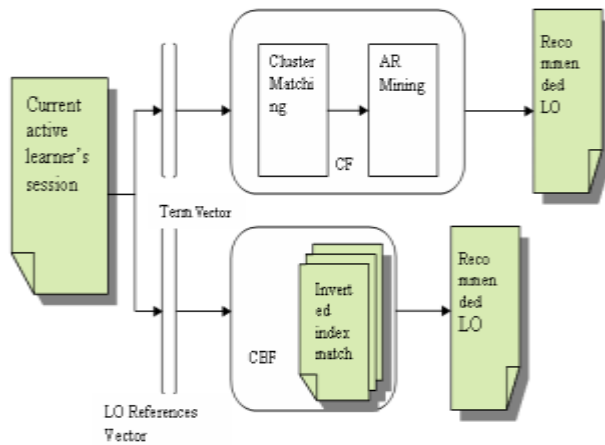 Current
active
learner's
session
Term Vector
LO References
Vector
Cluster
Matchi
ng
AR
Mining
CF
Reco
mmen
ded
LO
CBF
Invert
ed
index
match
Reco
mmen
ded
LO